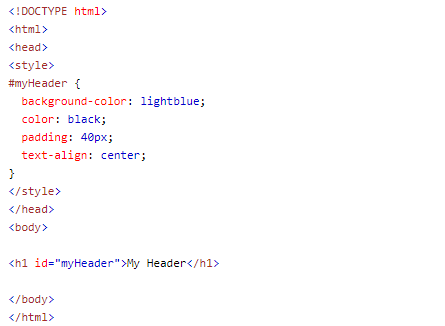 <!DOCTYPE html>
<html>
<head>
<style>
#myHeader {
  background-color: lightblue;
  color: black;
  padding: 40px;
  text-align: center;
}
</style>
</head>
<body>

<h1 id="myHeader">My Header</h1>

</body>
</html>